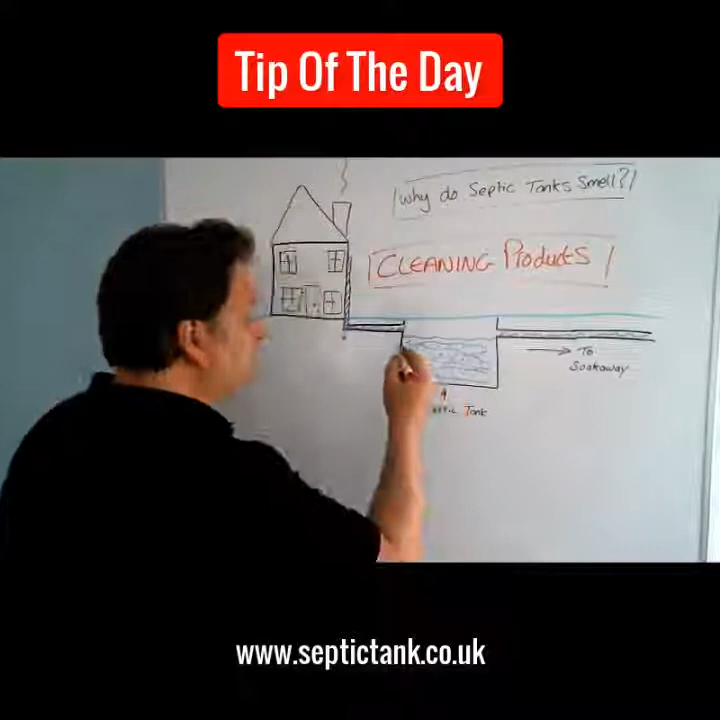 Tip Of The Day
Why do Septic Tanks Smell?
CLEANING Products
To
Soakaway
Tank
www.septictank.co.uk